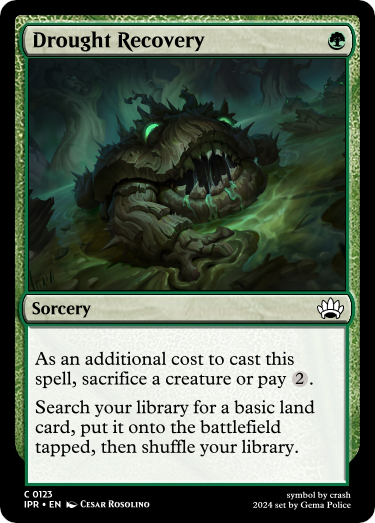 Drought Recovery
Sorcery
As an additional cost to cast this
spell, sacrifice a creature or pay 2.
Search your library for a basic land
card, put it onto the battlefield
tapped, then shuffle your library.
C 0123
IPR • EN Cesar Rosolino
symbol by crash
2024 set by Gema Police